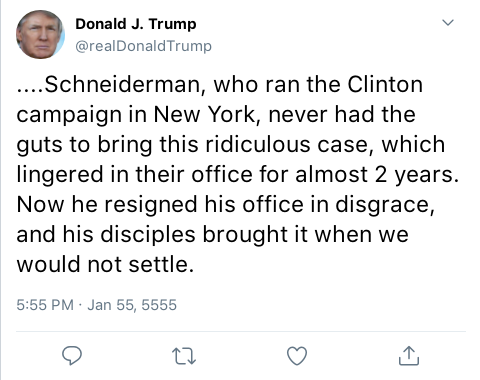 Donald J. Trump
@realDonaldTrump
....Schneiderman, who ran the Clinton
campaign in New York, never had the
guts to bring this ridiculous case, which
lingered in their office for almost 2 years.
Now he resigned his office in disgrace,
and his disciples brought it when we
would not settle.
5:55 PM · Jan 55, 5555